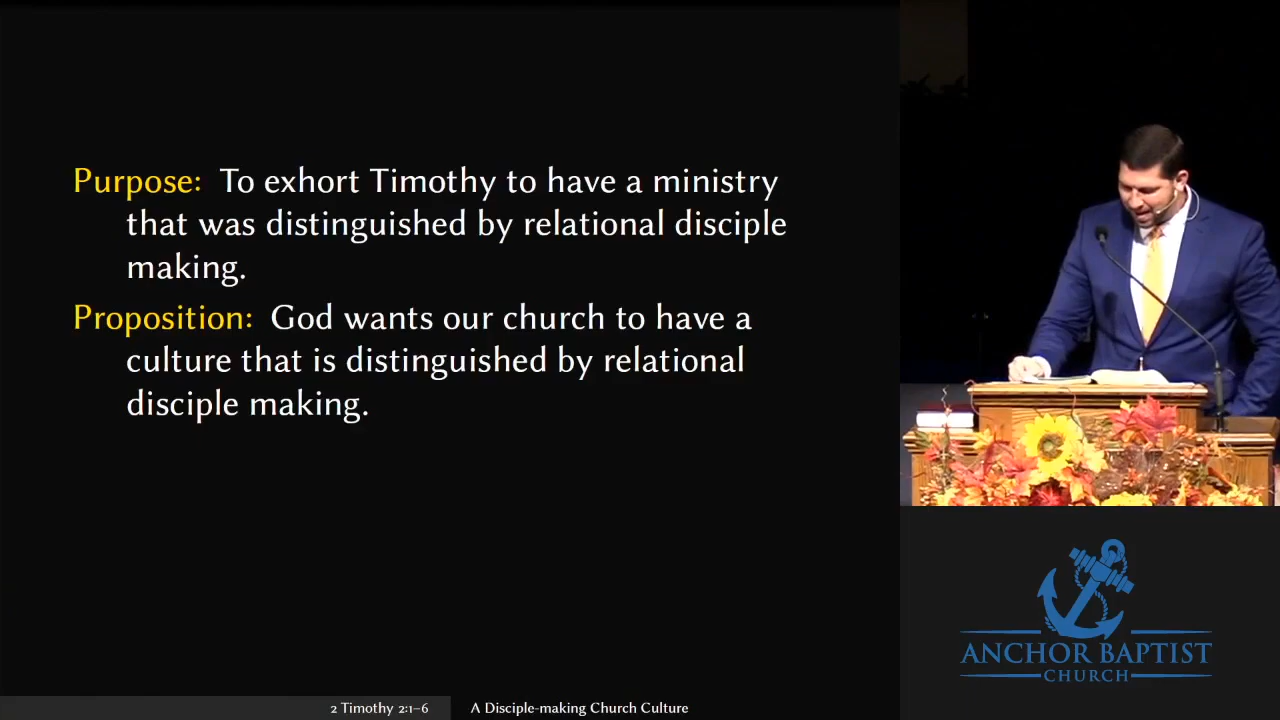 Purpose: To exhort Timothy to have a ministry
that was distinguished by relational disciple
making.
Proposition: God wants our church to have a
culture that is distinguished by relational
disciple making.
ANCHOR BAPTIST
CHURCH
2 Timothy 2:1–6 A Disciple-making Church Culture